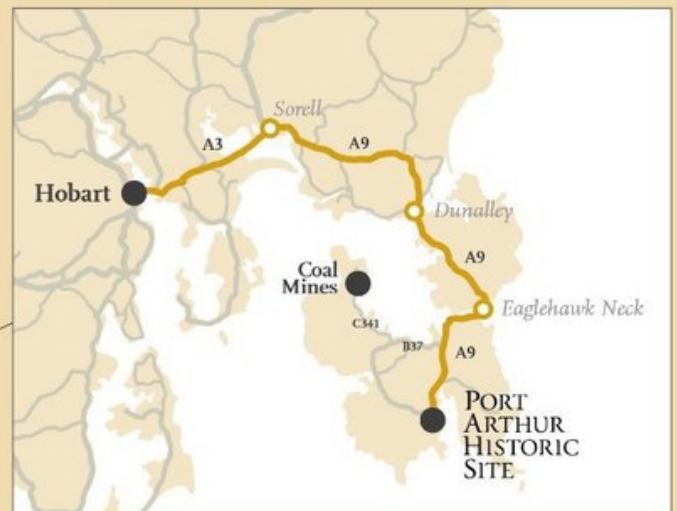 Sorell
A3
A9
Hobart
Dunalley
A9
Coal
Mines
Eaglehawk Neck
C341
B37
A9
PORT
ARTHUR
HISTORIC
SITE